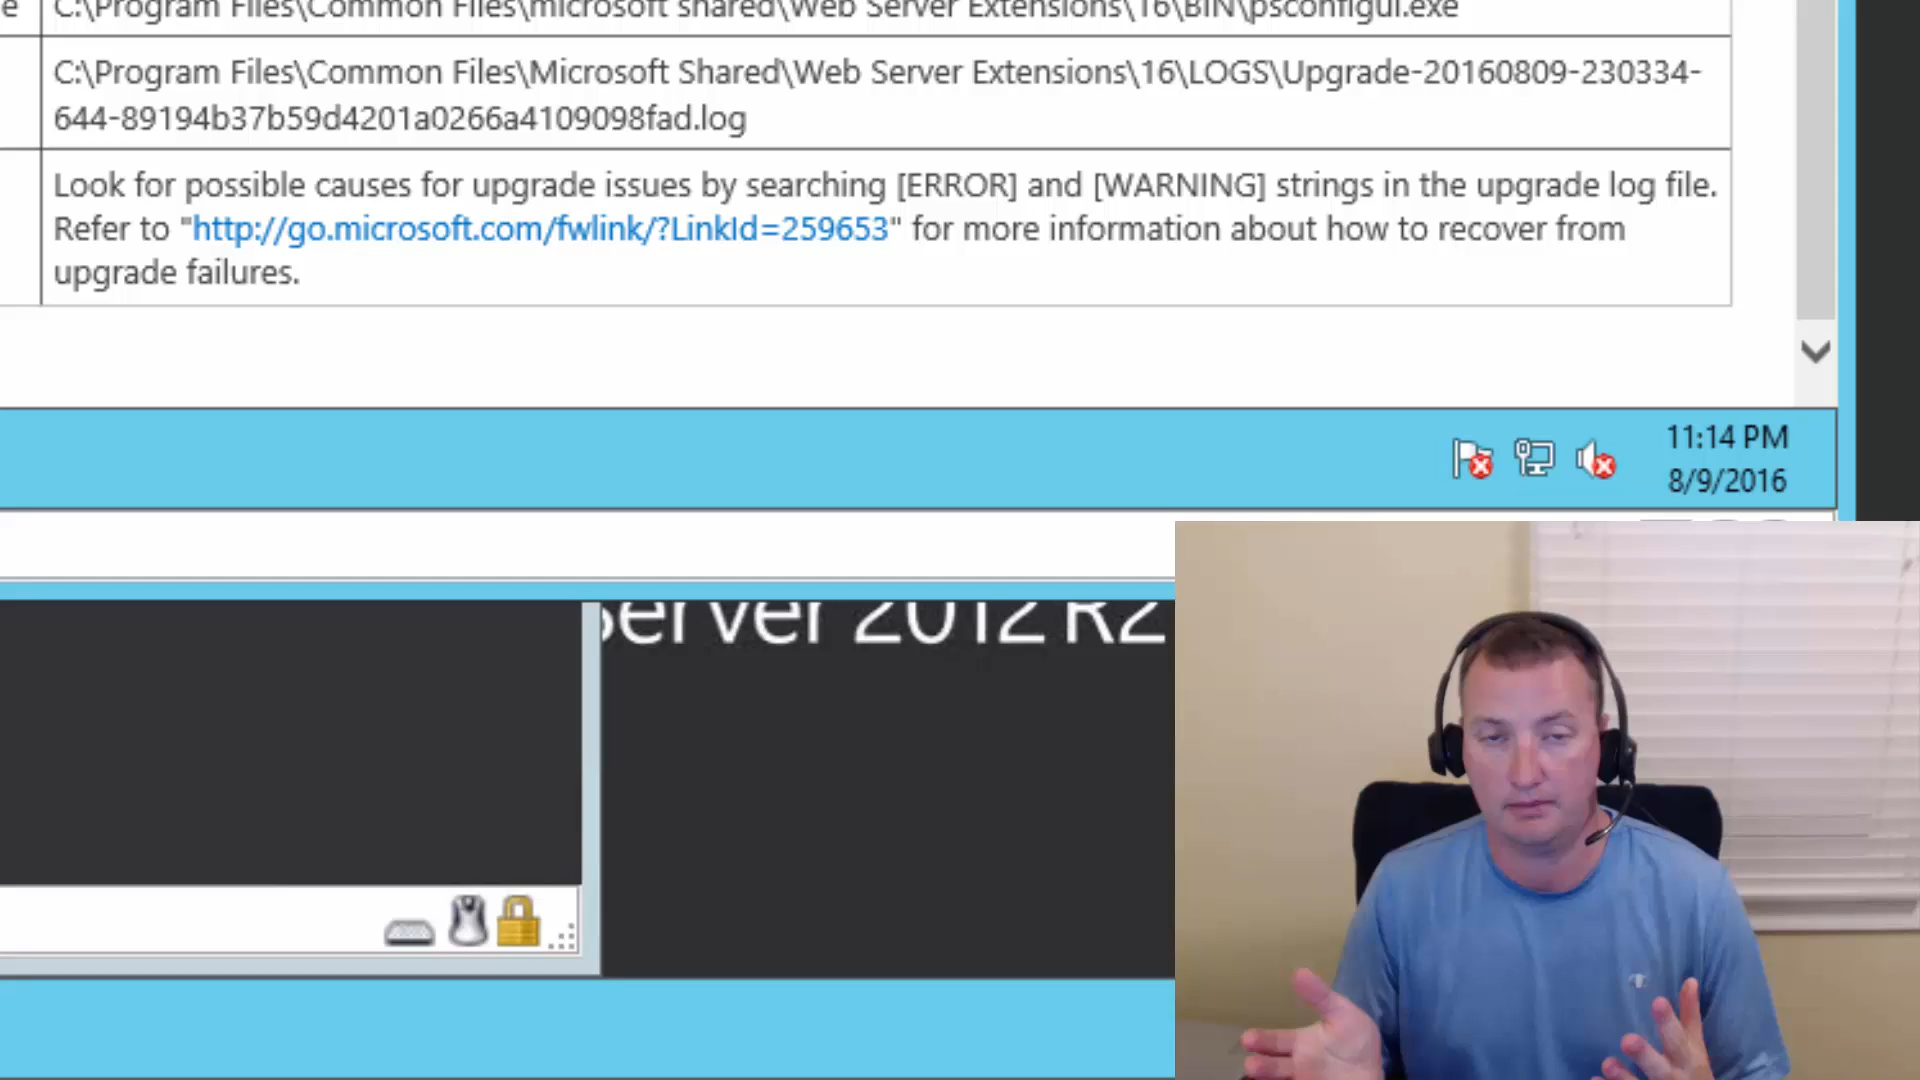 e C:\Program Files\Common Files\microsoft shared\Web Server Extensions\16\BIN\psconfigui.exe
C:\Program Files\Common Files\Microsoft Shared\Web Server Extensions\16\LOGS\Upgrade-20160809-230334-
644-89194b37b59d4201a0266a4109098fad.log
Look for possible causes for upgrade issues by searching [ERROR] and [WARNING] strings in the upgrade log file.
Refer to "http://go.microsoft.com/fwlink/?LinkId=259653" for more information about how to recover from
upgrade failures.
11:14 PM
8/9/2016
Server 2012 R2